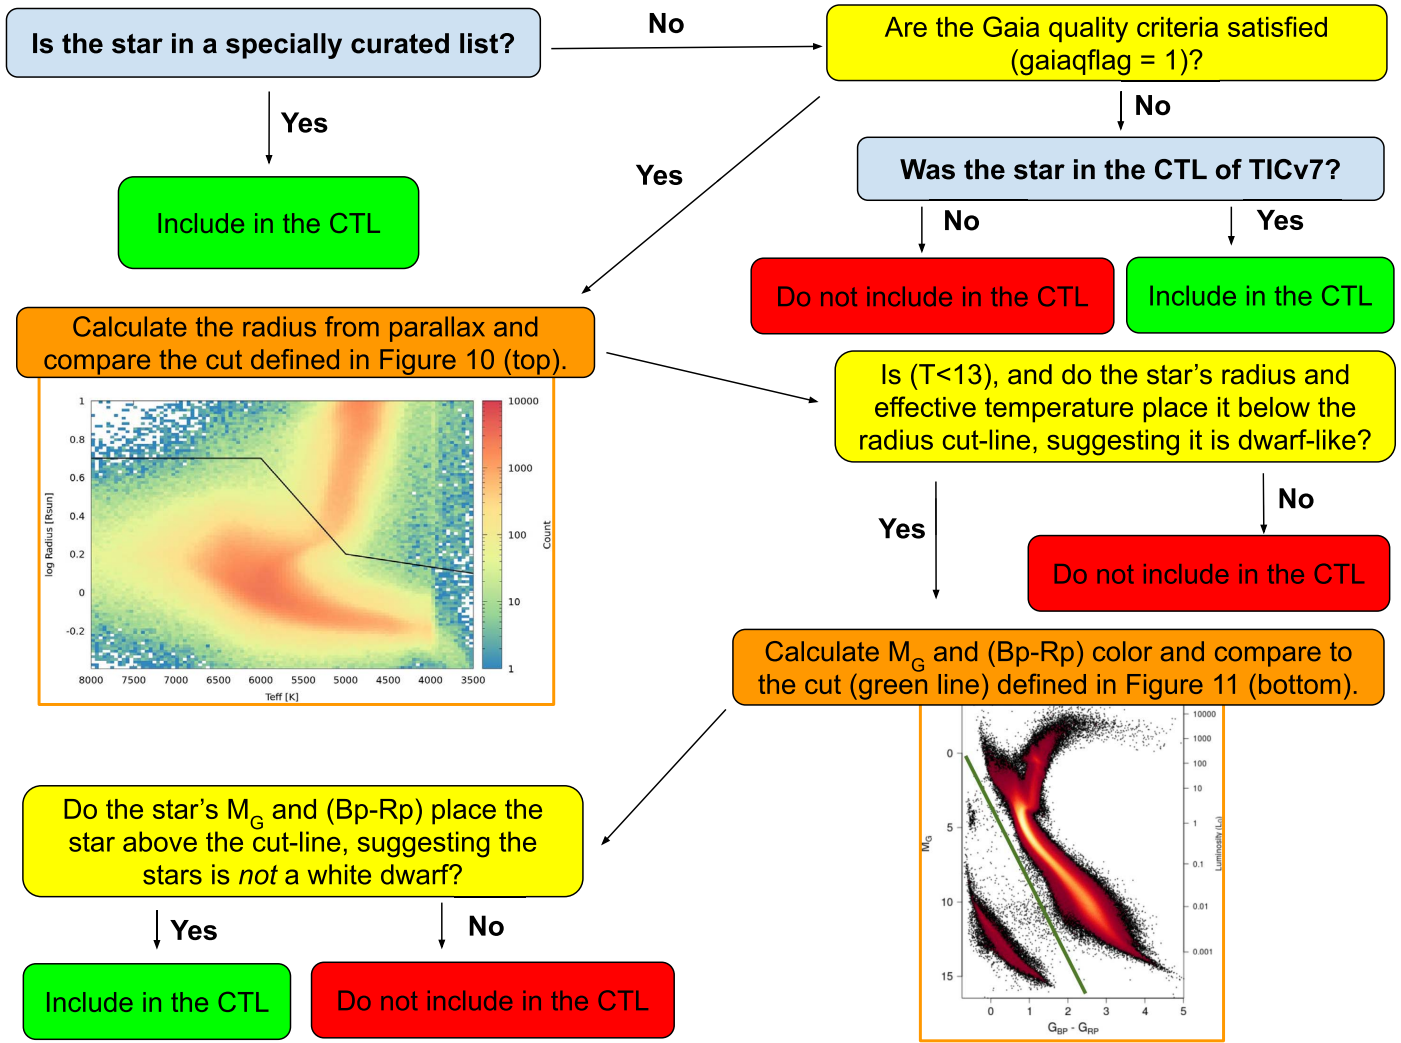 Is the star in a specially curated list?
No
Are the Gaia quality criteria satisfied
(gaiaqflag = 1)?
Yes
No
Include in the CTL
Yes
Was the star in the CTL of TICv7?
No
Yes
Do not include in the CTL
Include in the CTL
Calculate the radius from parallax and
compare the cut defined in Figure 10 (top).
1
0.8
0.6
0.4
0.2
0
-0.2
log Radius [Rsun]
8000 7500 7000 6500 6000 5500 5000 4500 4000 3500
Teff [K]
10000
1000
100
10
1
Count
Is (T<13), and do the star’s radius and
effective temperature place it below the
radius cut-line, suggesting it is dwarf-like?
Yes
No
Do not include in the CTL
Calculate MG and (Bp-Rp) color and compare to
the cut (green line) defined in Figure 11 (bottom).
0
5
10
15
MG
0 1 2 3 4 5
GBP - GRP
10000
1000
100
10
1
0.1
0.01
0.001
Luminosity (L⊙)
Do the star’s MG and (Bp-Rp) place the
star above the cut-line, suggesting the
stars is not a white dwarf?
Yes
No
Include in the CTL
Do not include in the CTL